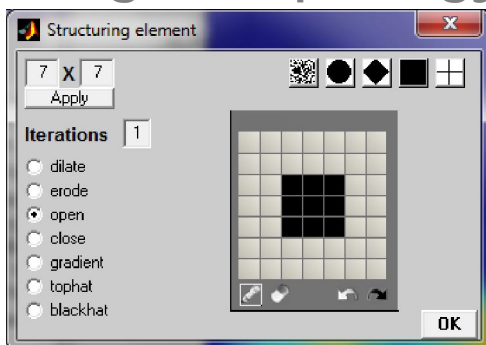 Structuring element
7 X 7
Apply
Iterations 1
dilate
erode
open
close
gradient
tophat
blackhat
OK